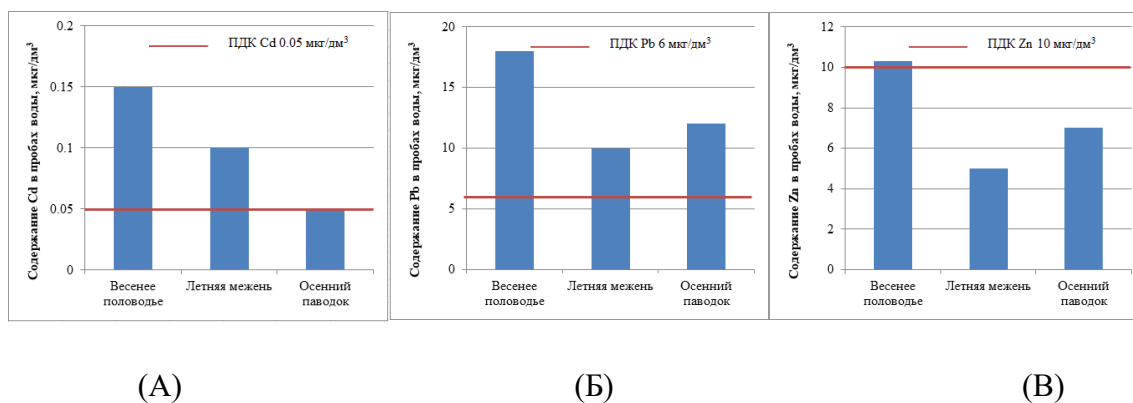 Содержание Cd в пробах воды, мкг/дм³
0.2
0.15
0.1
0.05
0
ПДК Cd 0.05 мкг/дм³
Весенее
половодье
Летняя межень
Осенний
паводок
Содержание Pb в пробах воды, мкг/дм³
20
15
10
5
0
ПДК Pb 6 мкг/дм³
Весенее
половодье
Летняя межень
Осенний
паводок
Содержание Zn в пробах воды, мкг/дм³
12
10
8
6
4
2
0
ПДК Zn 10 мкг/дм³
Весенее
половодье
Летняя межень
Осенний
паводок
(А)
(Б)
(В)